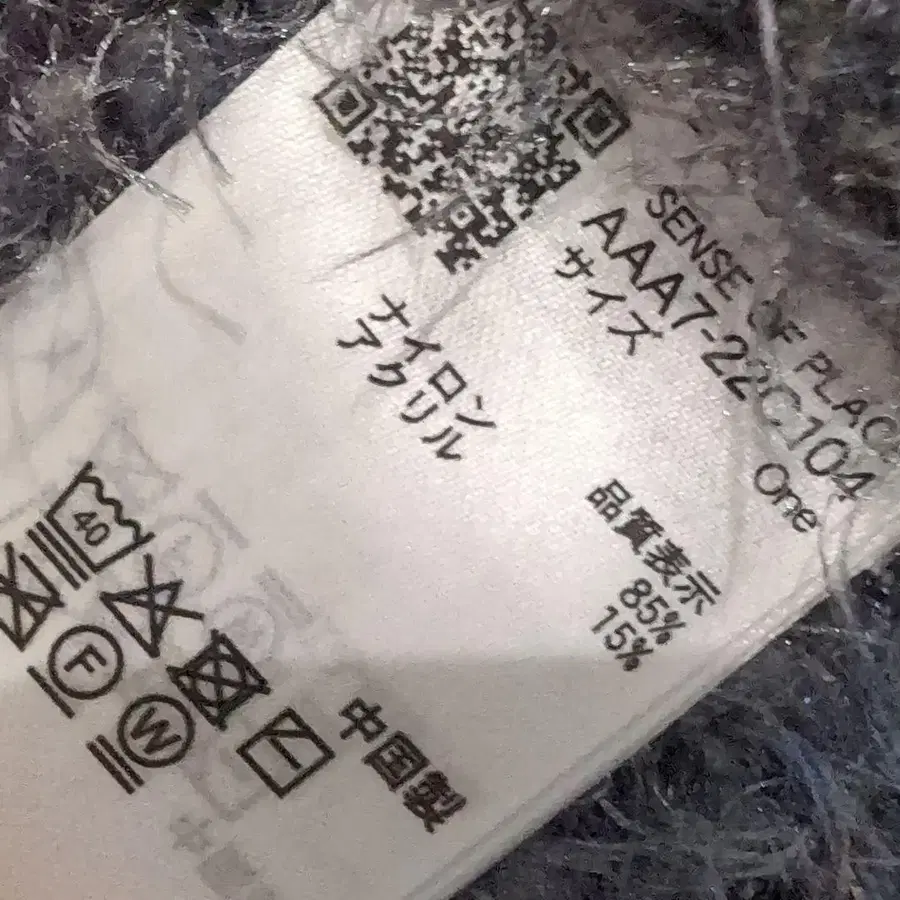 SENSE OF PLACE
AAA7-22C104
サイズ One
品質表示
ナイロン 85%
アクリル 15%
40
F
W
中国製